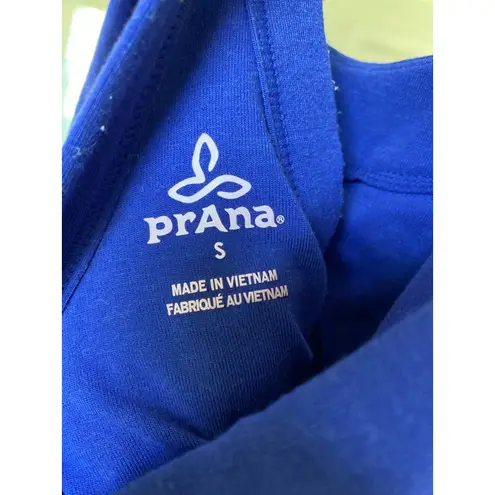 prAna®
S
MADE IN VIETNAM
FABRIQUÉ AU VIETNAM